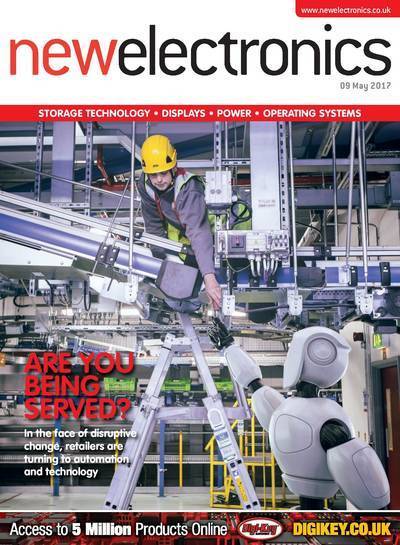 www.newelectronics.co.uk
newelectronics
09 May 2017
STORAGE TECHNOLOGY • DISPLAYS • POWER • OPERATING SYSTEMS
ARE YOU
BEING
SERVED?
In the face of disruptive
change, retailers are
turning to automation
and technology
Access to 5 Million Products Online Digi-Key DIGIKEY.CO.UK